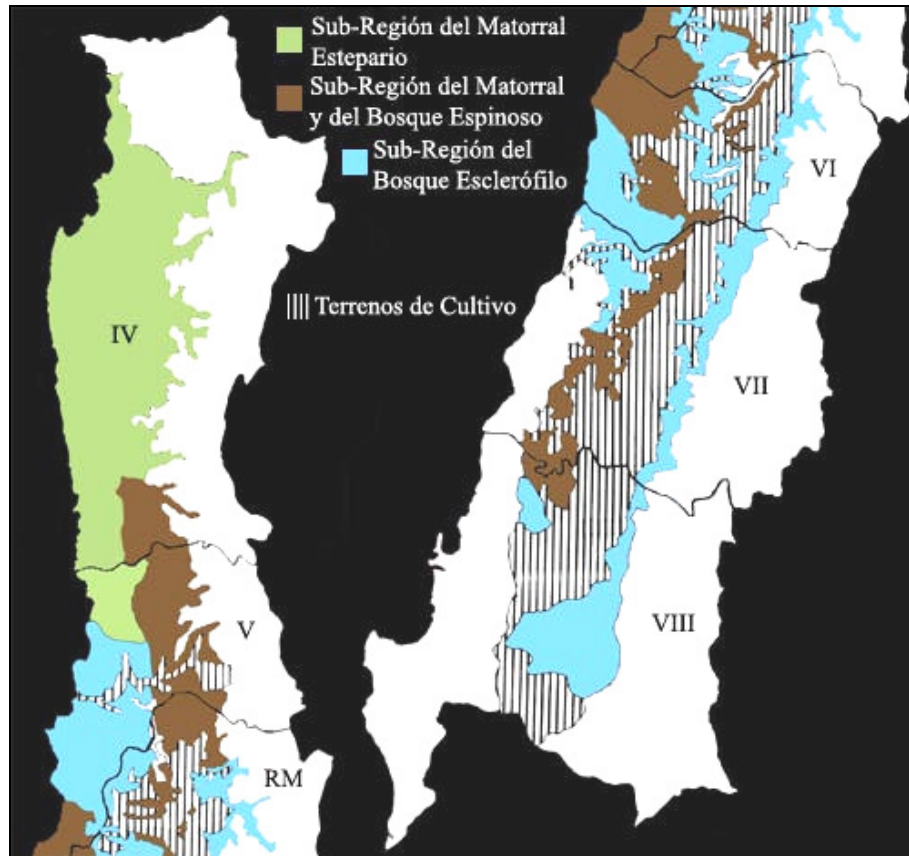 Sub-Región del Matorral
Estepario
Sub-Región del Matorral
y del Bosque Espinoso
Sub-Región del
Bosque Esclerófilo
Terrenos de Cultivo
IV
V
RM
VI
VII
VIII